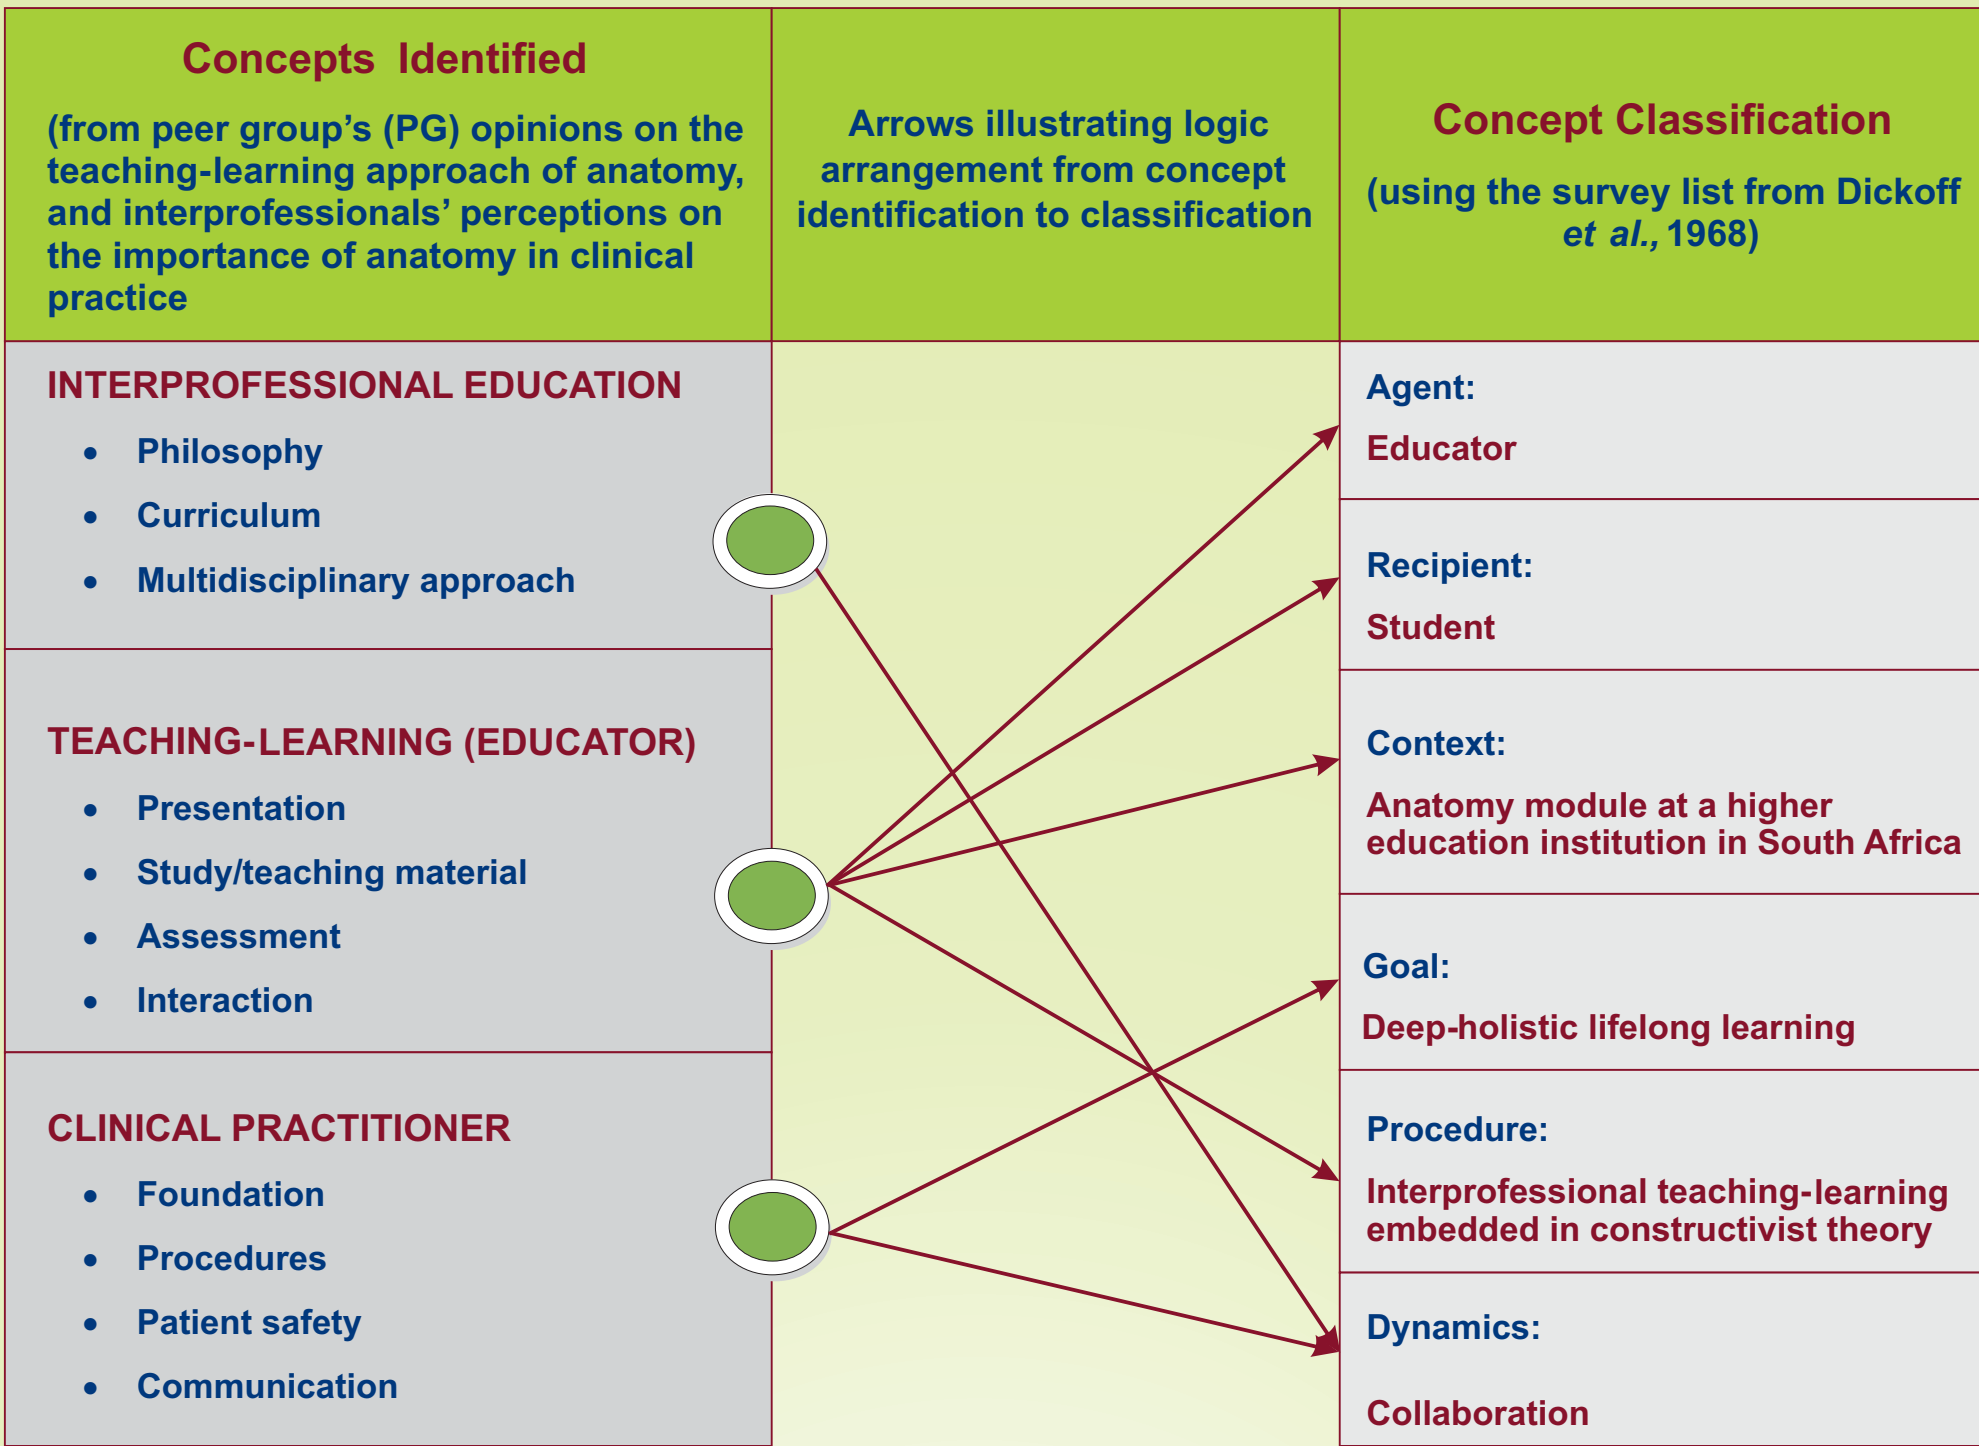 Concepts Identified
(from peer group's (PG) opinions on the
teaching-learning approach of anatomy,
and interprofessionals' perceptions on
the importance of anatomy in clinical
practice
Arrows illustrating logic
arrangement from concept
identification to classification
Concept Classification
(using the survey list from Dickoff
et al., 1968)
INTERPROFESSIONAL EDUCATION
• Philosophy
• Curriculum
• Multidisciplinary approach
TEACHING-LEARNING (EDUCATOR)
• Presentation
• Study/teaching material
• Assessment
• Interaction
CLINICAL PRACTITIONER
• Foundation
• Procedures
• Patient safety
• Communication
Agent:
Educator
Recipient:
Student
Context:
Anatomy module at a higher
education institution in South Africa
Goal:
Deep-holistic lifelong learning
Procedure:
Interprofessional teaching-learning
embedded in constructivist theory
Dynamics:
Collaboration